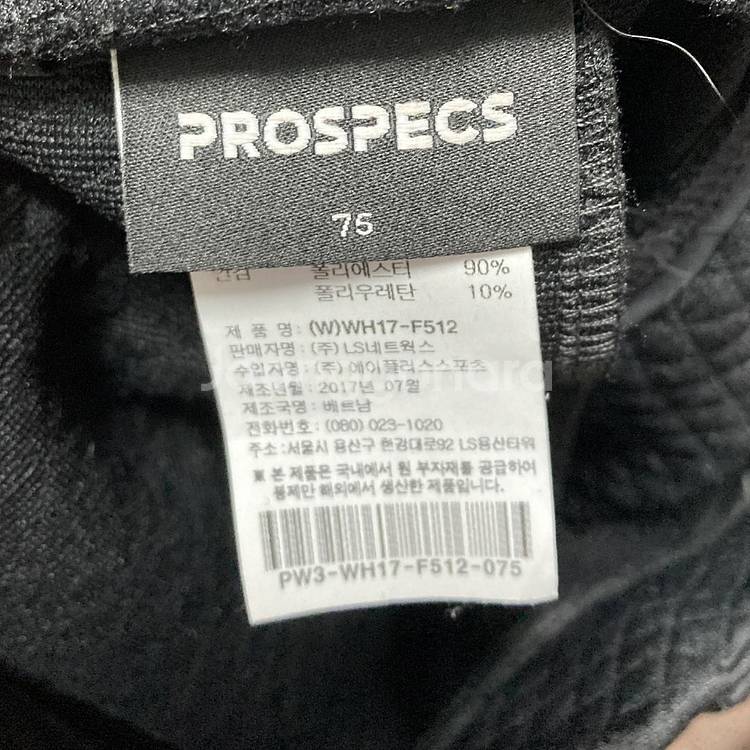 PROSPECS
75
폴리에스터 90%
폴리우레탄 10%
제 품 명 : (W)WH17-F512
판매자명 : (주) LS네트웍스
수입자명 : (주) 에이플러스스포츠
제조년월 : 2017년 07월
제조국명 : 베트남
전화번호 : (080) 023-1020
주소 :서울시 용산구 한강대로92 LS용산타워
※ 본 제품은 국내에서 원 부자재를 공급하여
봉제만 해외에서 생산한 제품입니다.
PW3-WH17-F512-075